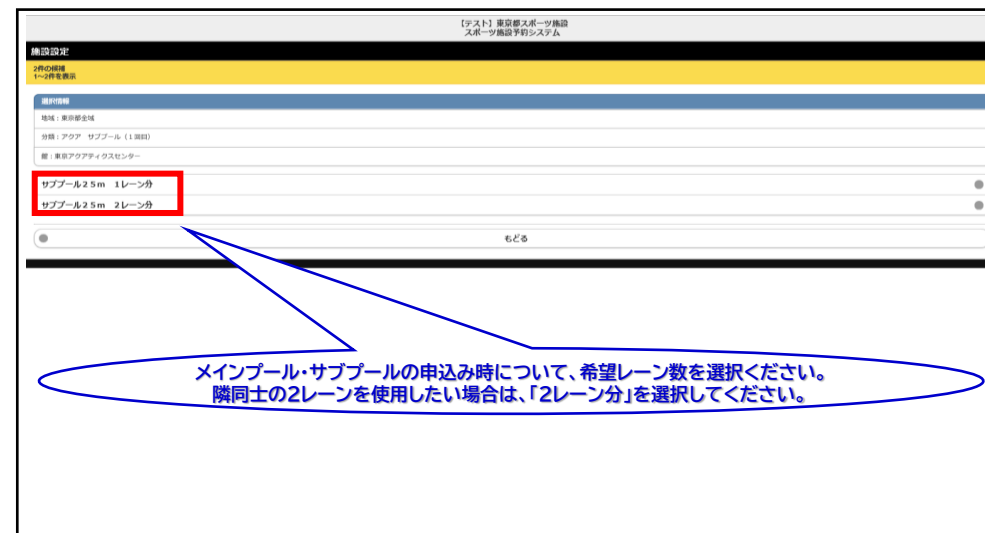 【テスト】東京都スポーツ施設
スポーツ施設予約システム
施設設定
2件の候補
1～2件を表示
選択情報
地域：東京都全域
分類：アクア　サブプール（１回目）
館：東京アクアティクスセンター
サブプール２５ｍ　１レーン分
サブプール２５ｍ　２レーン分
もどる
メインプール・サブプールの申込み時について、希望レーン数を選択ください。
隣同士の2レーンを使用したい場合は、「2レーン分」を選択してください。